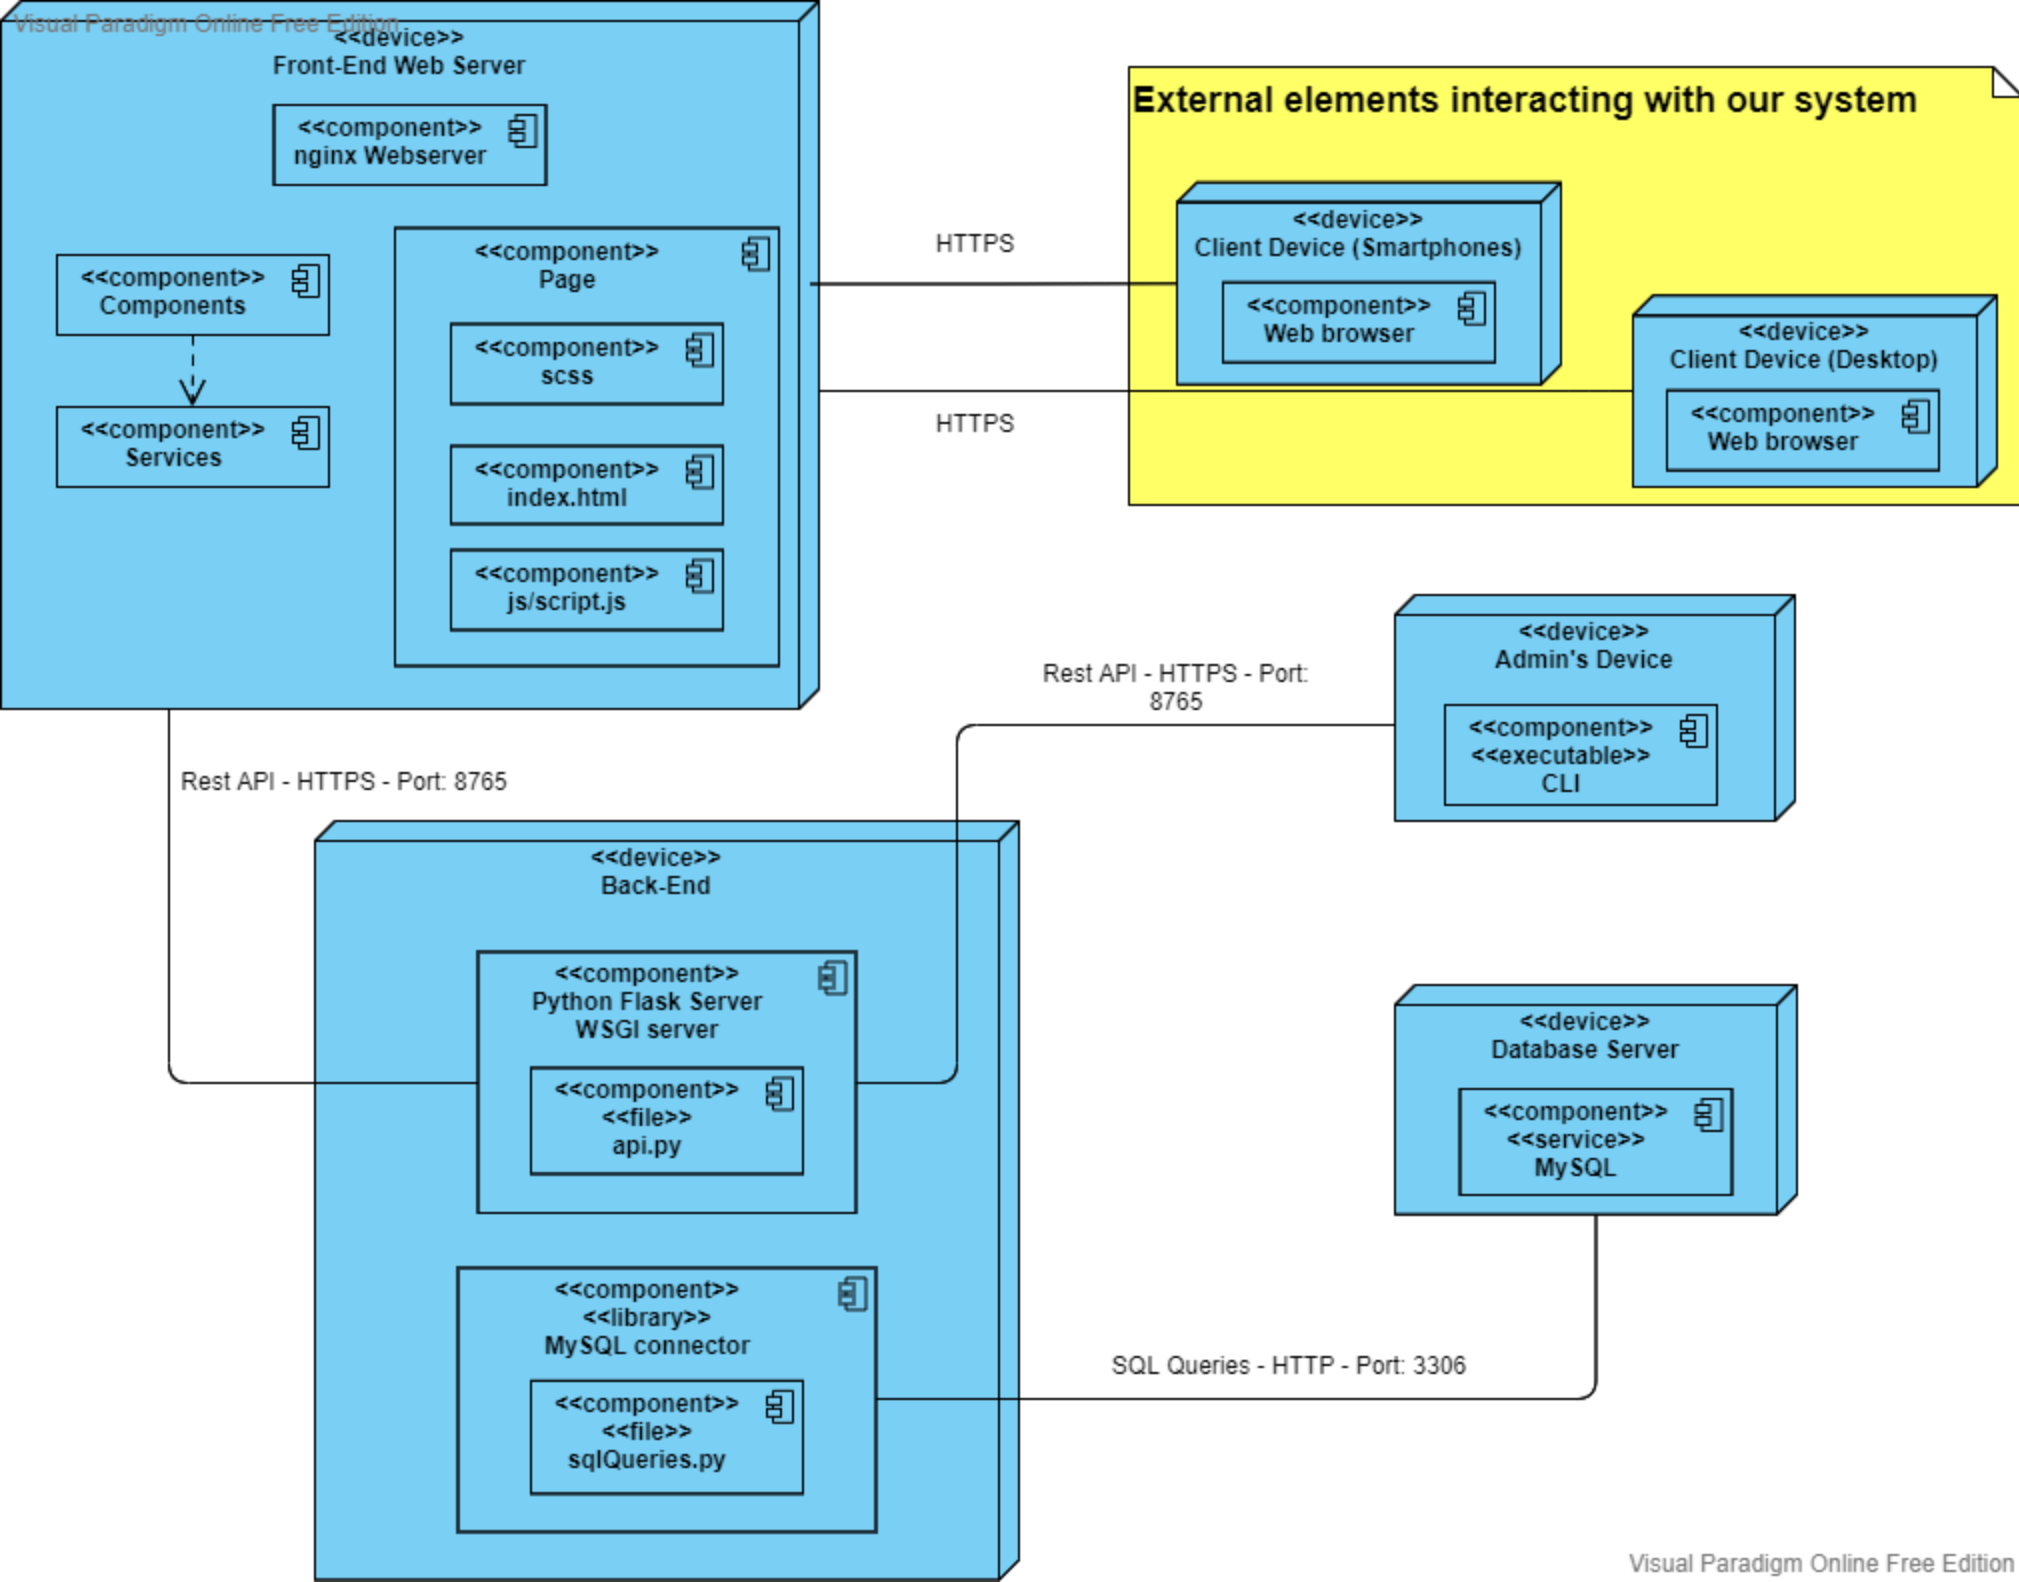 Visual Paradigm Online Free Edition
<<device>>
Front-End Web Server
<<component>>
nginx Webserver
<<component>>
Components
<<component>>
Services
<<component>>
Page
<<component>>
scss
<<component>>
index.html
<<component>>
js/script.js
HTTPS
HTTPS
External elements interacting with our system
<<device>>
Client Device (Smartphones)
<<component>>
Web browser
<<device>>
Client Device (Desktop)
<<component>>
Web browser
Rest API - HTTPS - Port:
8765
<<device>>
Admin's Device
<<component>>
<<executable>>
CLI
Rest API - HTTPS - Port: 8765
<<device>>
Back-End
<<component>>
Python Flask Server
WSGI server
<<component>>
<<file>>
api.py
<<component>>
<<library>>
MySQL connector
<<component>>
<<file>>
sqlQueries.py
<<device>>
Database Server
<<component>>
<<service>>
MySQL
SQL Queries - HTTP - Port: 3306
Visual Paradigm Online Free Edition